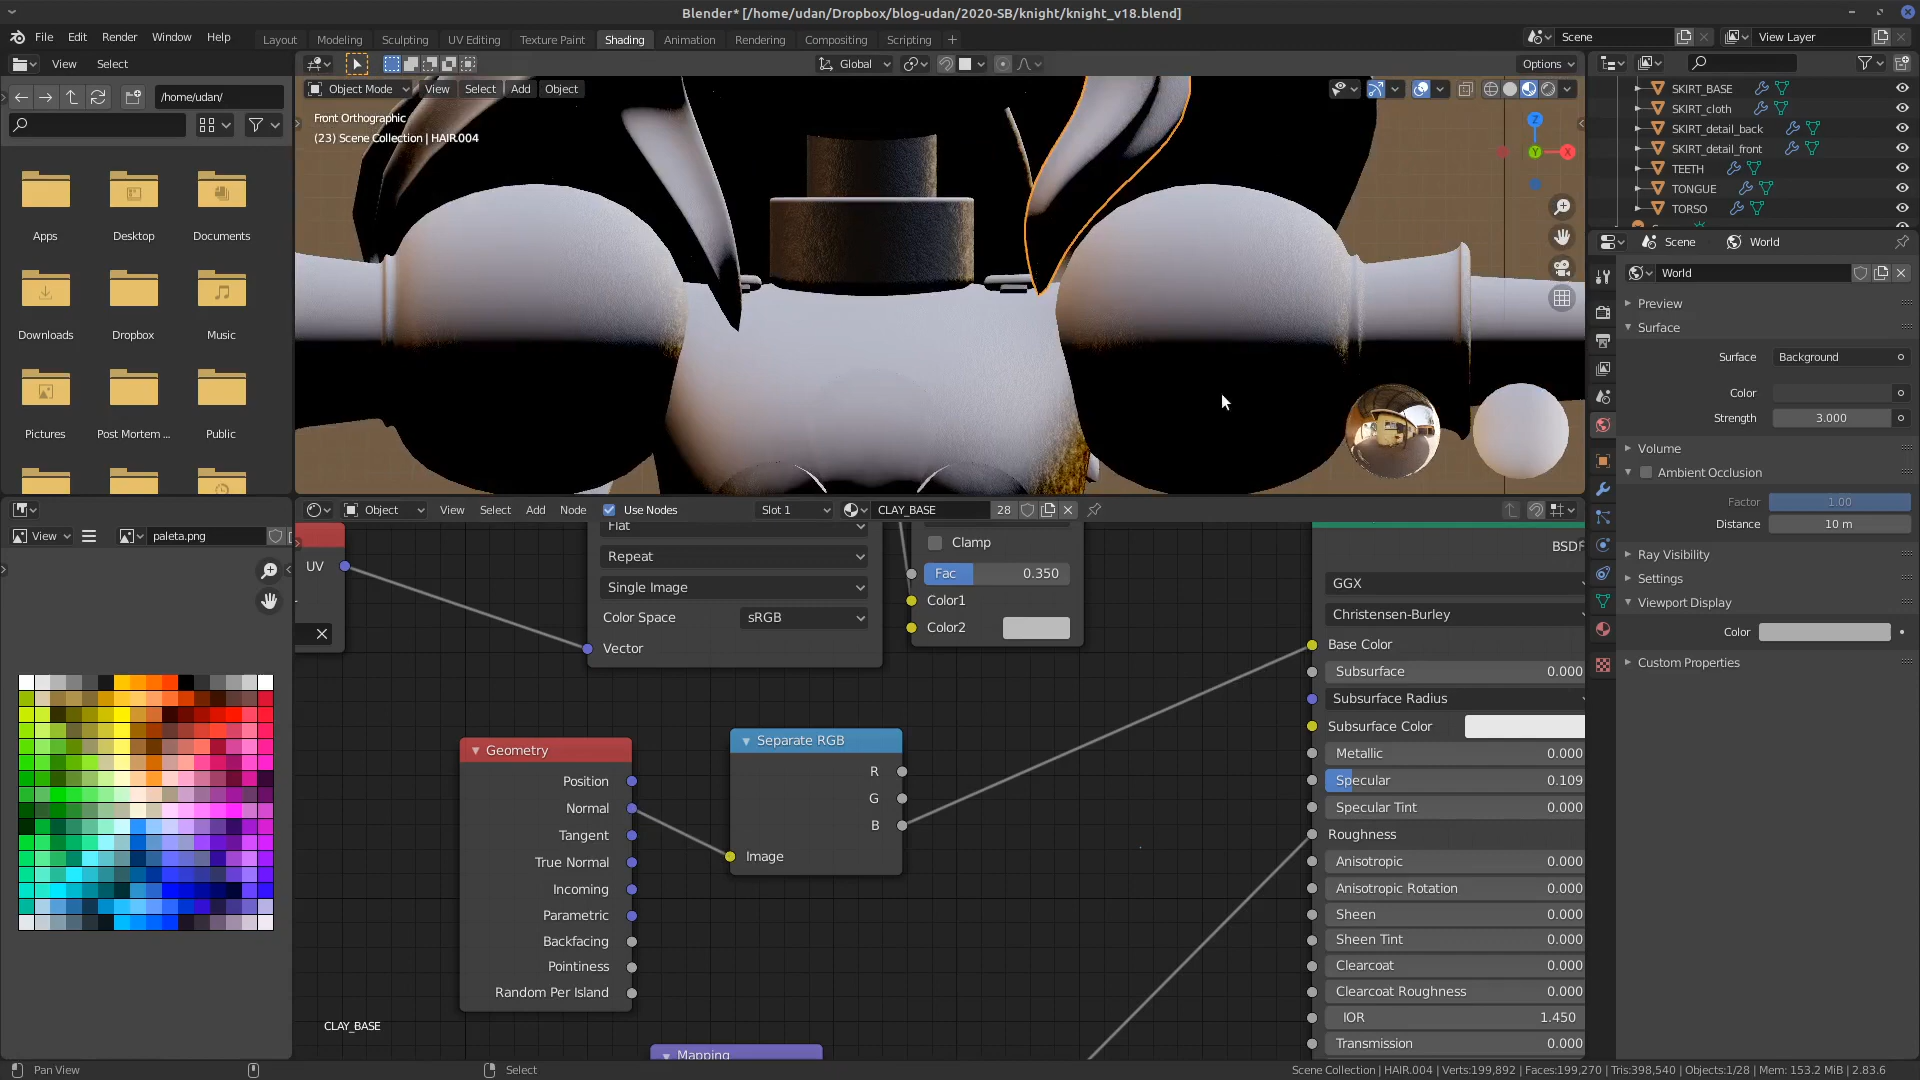 Blender* [/home/udan/Dropbox/blog-udan/2020-SB/knight/knight_v18.blend]
File Edit Render Window Help
Layout Modeling Sculpting UV Editing Texture Paint Shading Animation Rendering Compositing Scripting +
Scene
View Layer
View Select
Global
Options
/home/udan/
Object Mode View Select Add Object
Front Orthographic
(23) Scene Collection | HAIR.004
Z
Y
X
Apps Desktop Documents
Downloads Dropbox Music
Pictures Post Mortem ... Public
SKIRT_BASE
SKIRT_cloth
SKIRT_detail_back
SKIRT_detail_front
TEETH
TONGUE
TORSO
Scene World
World
Preview
Surface
Surface Background
Color
Strength 3.000
Volume
Ambient Occlusion
Factor 1.00
Distance 10 m
Ray Visibility
Settings
Viewport Display
Color
Custom Properties
View paleta.png
Object View Select Add Node Use Nodes Slot 1 CLAY_BASE 28
UV
Flat
Repeat
Single Image
Color Space sRGB
Vector
Clamp
Fac 0.350
Color1
Color2
Geometry
Position
Normal
Tangent
True Normal
Incoming
Parametric
Backfacing
Pointiness
Random Per Island
Separate RGB
R
G
B
Image
Mapping
CLAY_BASE
BSDF
GGX
Christensen-Burley
Base Color
Subsurface 0.000
Subsurface Radius
Subsurface Color
Metallic 0.000
Specular 0.109
Specular Tint 0.000
Roughness
Anisotropic 0.000
Anisotropic Rotation 0.000
Sheen 0.000
Sheen Tint 0.000
Clearcoat 0.000
Clearcoat Roughness 0.000
IOR 1.450
Transmission 0.000
Pan View
Select
Scene Collection | HAIR.004 | Verts:199,892 | Faces:199,270 | Tris:398,540 | Objects:1/28 | Mem: 153.2 MiB | 2.83.6